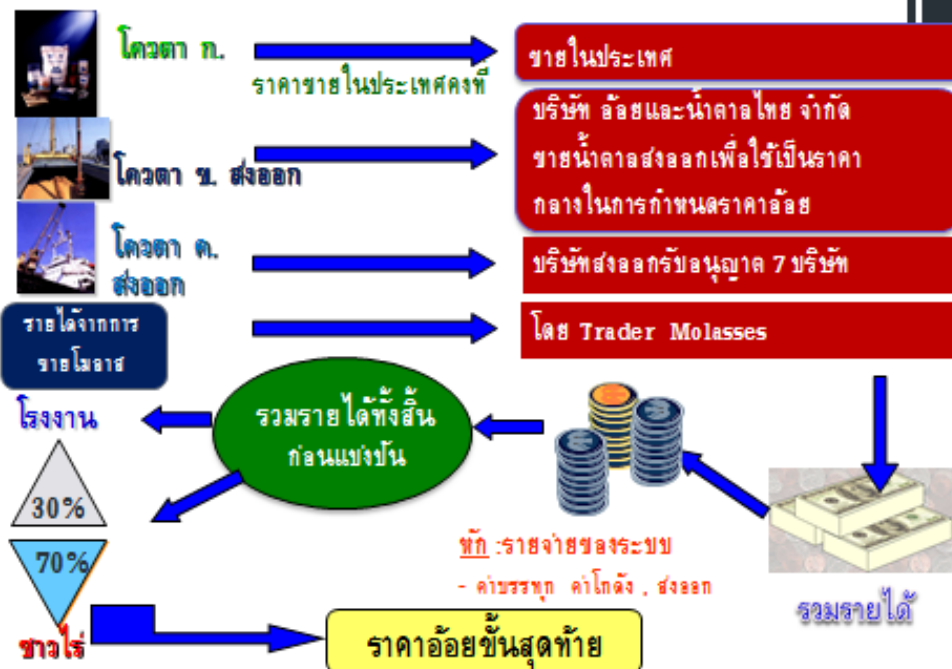 โควตา ก.
ราคาขายในประเทศคงที่
ขายในประเทศ
โควตา ข. ส่งออก
บริษัท อ้อยและน้ำตาลไทย จำกัด
ขายน้ำตาลส่งออกเพื่อใช้เป็นราคา
กลางในการกำหนดราคาอ้อย
โควตา ค.
ส่งออก
บริษัทส่งออกรับอนุญาต 7 บริษัท
รายได้จากการ
ขายโมลาส
โดย Trader Molasses
โรงงาน
30%
70%
ชาวไร่
รวมรายได้ทั้งสิ้น
ก่อนแบ่งปัน
หัก :รายจ่ายของระบบ
- ค่าบรรทุก ค่าโกดัง , ส่งออก
รวมรายได้
ราคาอ้อยขั้นสุดท้าย